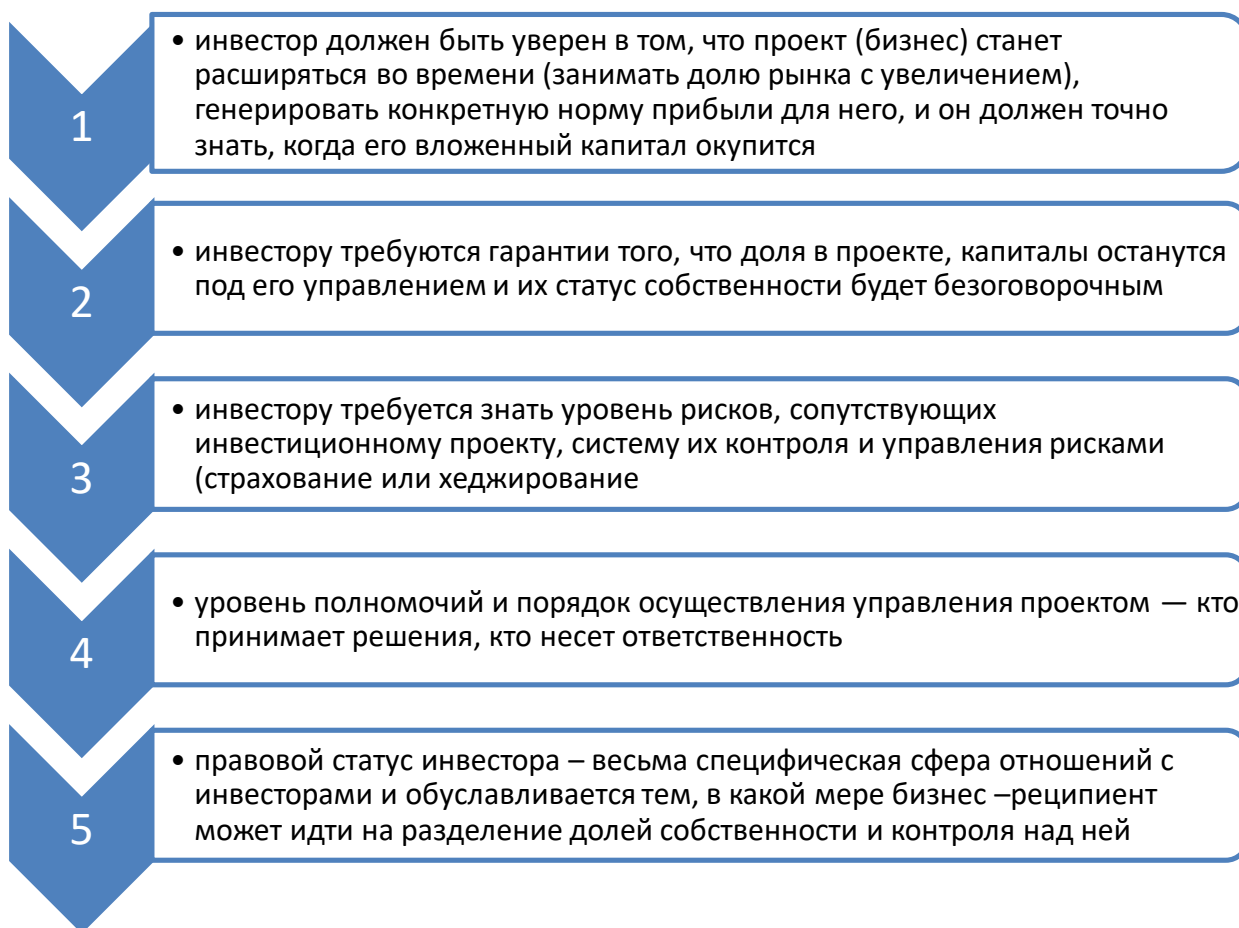 1
• инвестор должен быть уверен в том, что проект (бизнес) станет
расширяться во времени (занимать долю рынка с увеличением),
генерировать конкретную норму прибыли для него, и он должен точно
знать, когда его вложенный капитал окупится
2
• инвестору требуются гарантии того, что доля в проекте, капиталы останутся
под его управлением и их статус собственности будет безоговорочным
3
• инвестору требуется знать уровень рисков, сопутствующих
инвестиционному проекту, систему их контроля и управления рисками
(страхование или хеджирование
4
• уровень полномочий и порядок осуществления управления проектом — кто
принимает решения, кто несет ответственность
5
• правовой статус инвестора – весьма специфическая сфера отношений с
инвесторами и обуславливается тем, в какой мере бизнес –реципиент
может идти на разделение долей собственности и контроля над ней